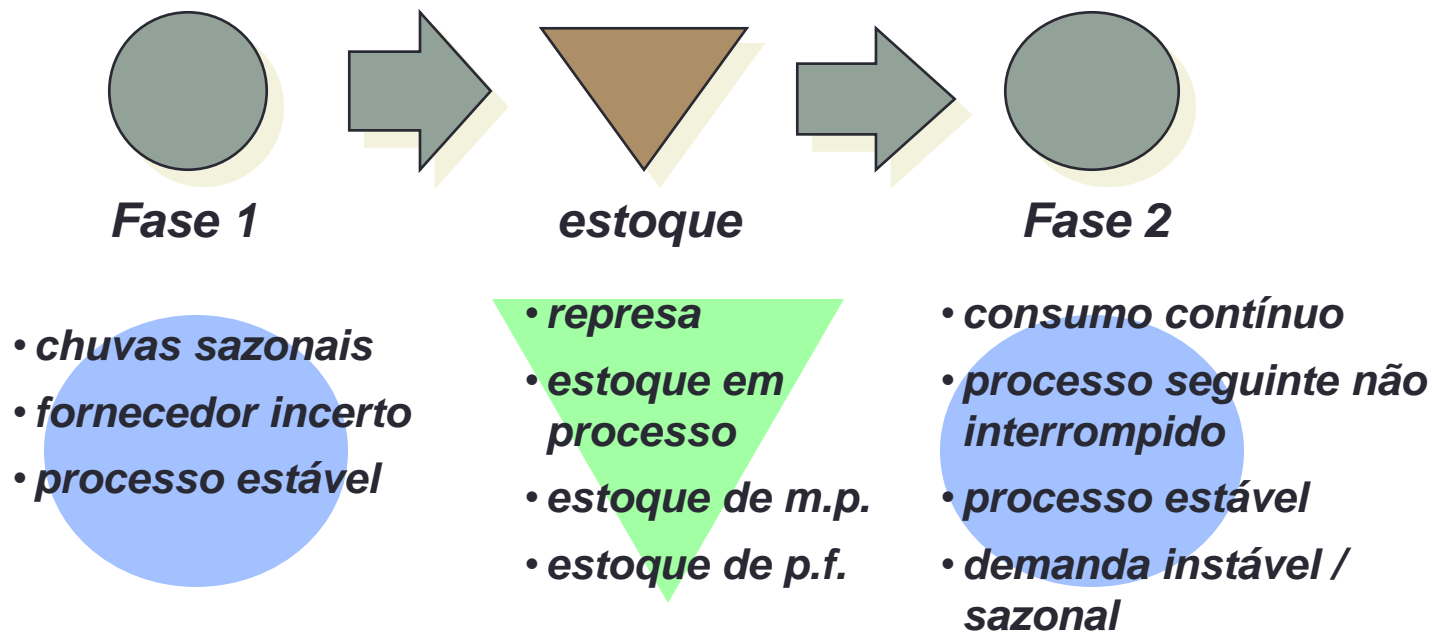 Fase 1
estoque
Fase 2
• chuvas sazonais
• fornecedor incerto
• processo estável
• represa
• estoque em
processo
• estoque de m.p.
• estoque de p.f.
• consumo contínuo
• processo seguinte não
interrompido
• processo estável
• demanda instável /
sazonal